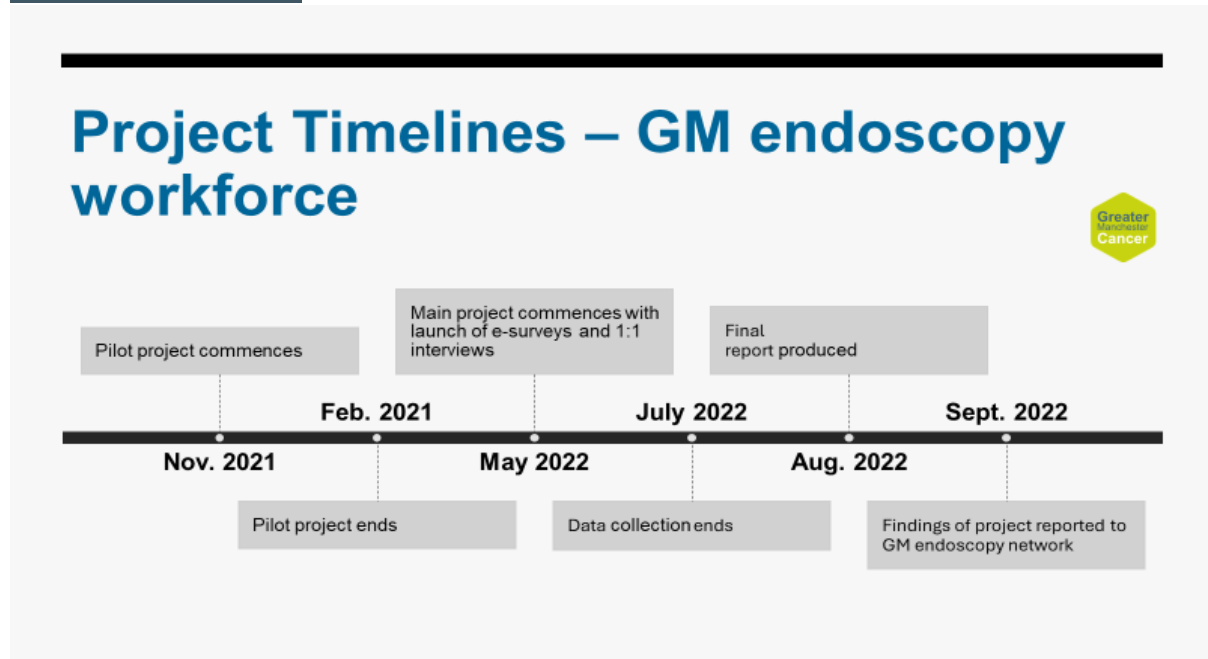 Project Timelines – GM endoscopy
workforce
Greater
Manchester
Cancer
Pilot project commences
Main project commences with
launch of e-surveys and 1:1
interviews
Final
report produced
Feb. 2021
July 2022
Sept. 2022
Nov. 2021
May 2022
Aug. 2022
Pilot project ends
Data collection ends
Findings of project reported to
GM endoscopy network